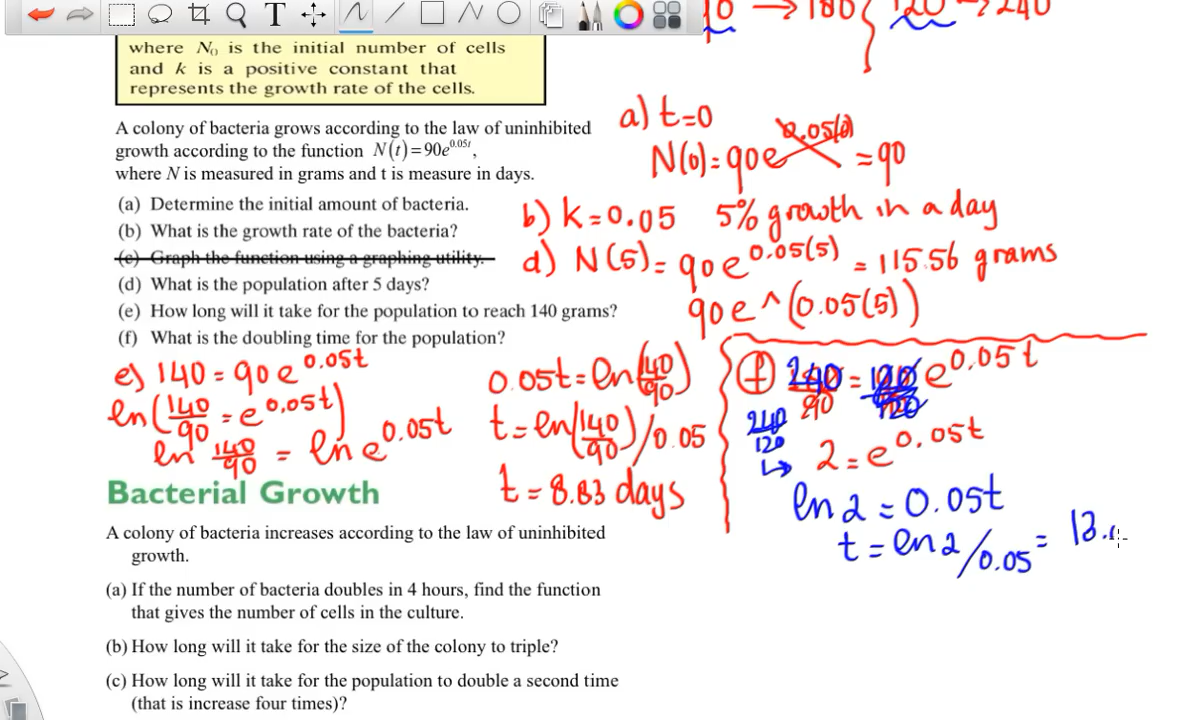 10 → 180 120 → 240
where N₀ is the initial number of cells
and k is a positive constant that
represents the growth rate of the cells.
A colony of bacteria grows according to the law of uninhibited
growth according to the function N(t)=90e^0.05t,
where N is measured in grams and t is measure in days.
(a) Determine the initial amount of bacteria.
(b) What is the growth rate of the bacteria?
(c) Graph the function using a graphing utility.
(d) What is the population after 5 days?
(e) How long will it take for the population to reach 140 grams?
(f) What is the doubling time for the population?
a) t=0
N(0)=90e^0.05(0) =90
b) k=0.05 5% growth in a day
d) N(5)= 90e^0.05(5) = 115.56 grams
90e^(0.05(5))
e) 140 = 90e^0.05t
ln(140/90 = e^0.05t)
ln 140/90 = ln e^0.05t
0.05t = ln(140/90)
t = ln(140/90)/0.05
t = 8.83 days
f 240/90 = 120/120 e^0.05t
240/120
↳ 2 = e^0.05t
ln 2 = 0.05t
t = ln 2/0.05 = 13.
Bacterial Growth
A colony of bacteria increases according to the law of uninhibited
growth.
(a) If the number of bacteria doubles in 4 hours, find the function
that gives the number of cells in the culture.
(b) How long will it take for the size of the colony to triple?
(c) How long will it take for the population to double a second time
(that is increase four times)?